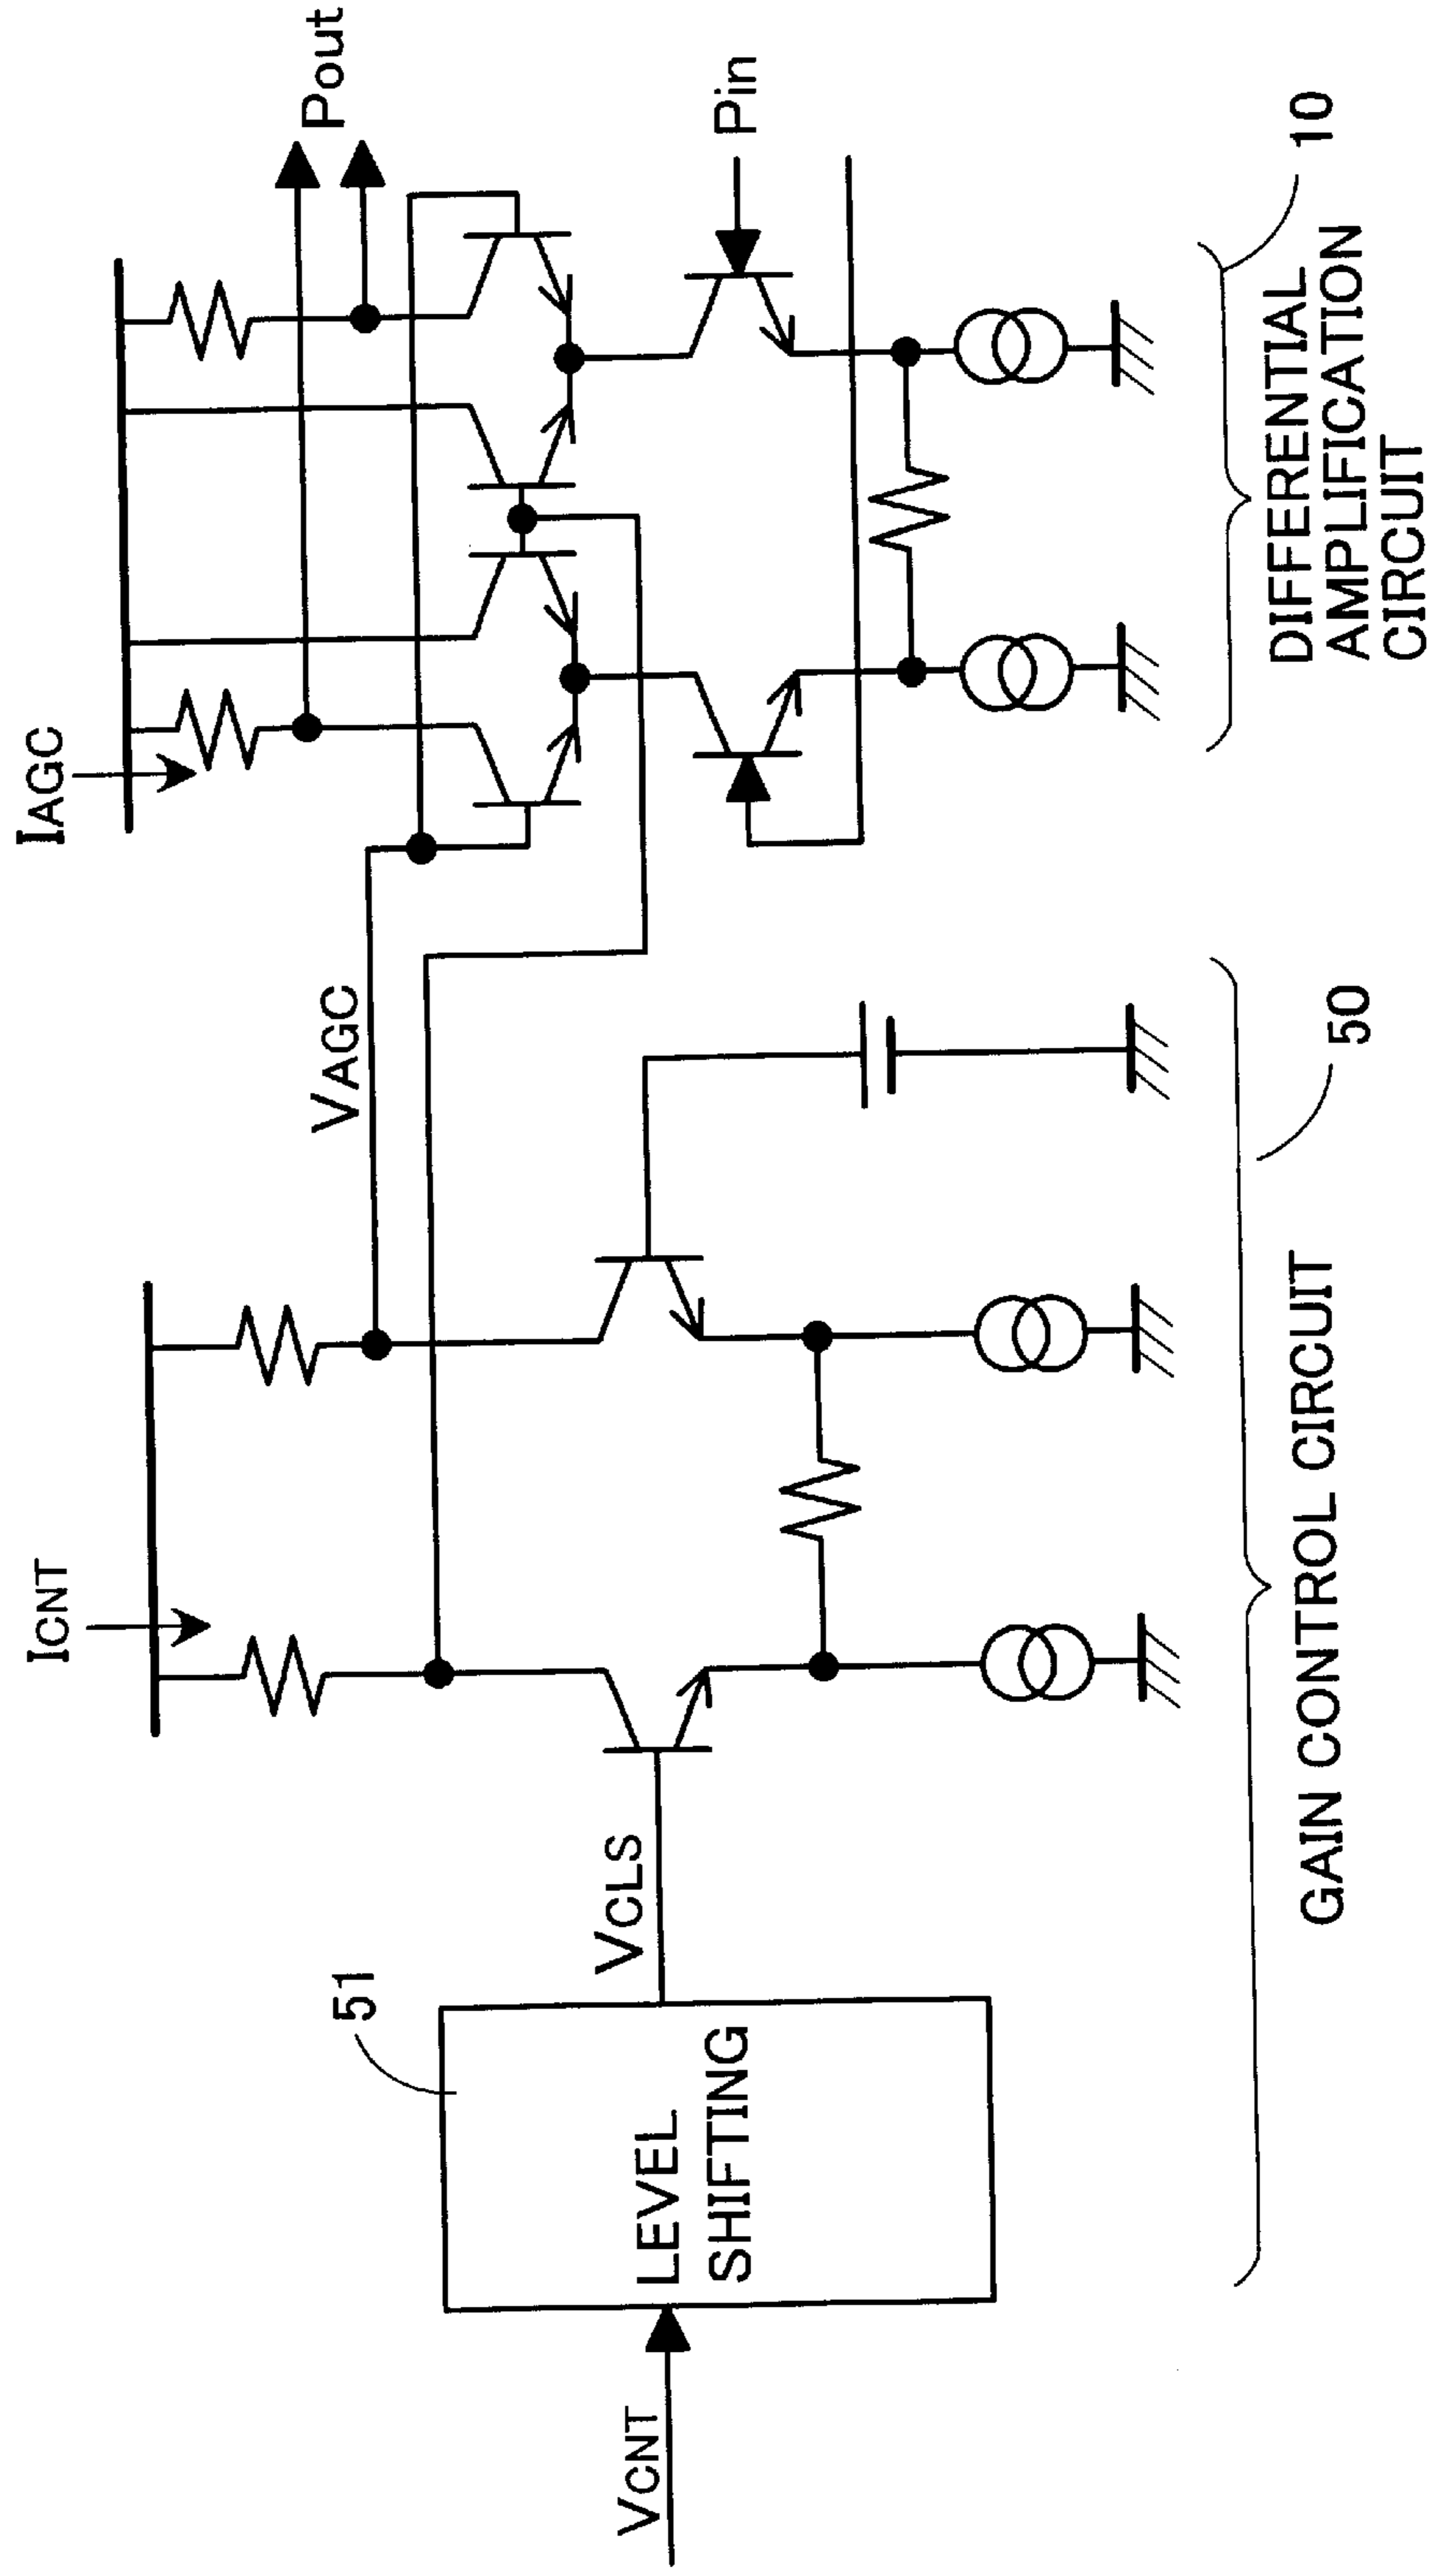 VCNT
LEVEL
SHIFTING
51
VCLS
ICNT
VAGC
IAGC
Pout
Pin
GAIN CONTROL CIRCUIT
50
DIFFERENTIAL
AMPLIFICATION
CIRCUIT
10